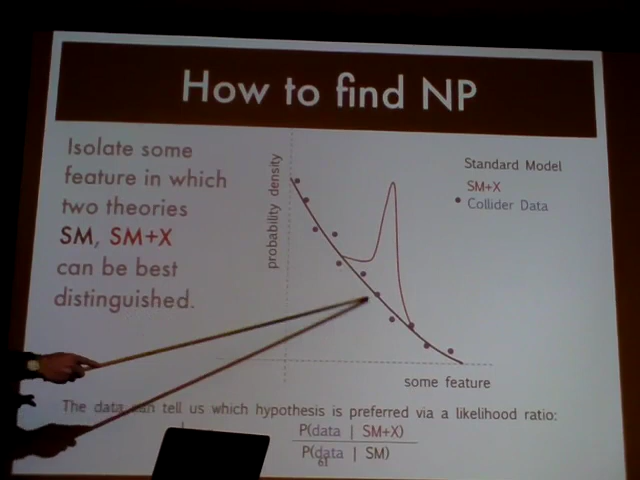 How to find NP
Isolate some
feature in which
two theories
SM, SM+X
can be best
distinguished.
probability density
Standard Model
SM+X
Collider Data
some feature
The data can tell us which hypothesis is preferred via a likelihood ratio:
P(data | SM+X)
P(data | SM)
61